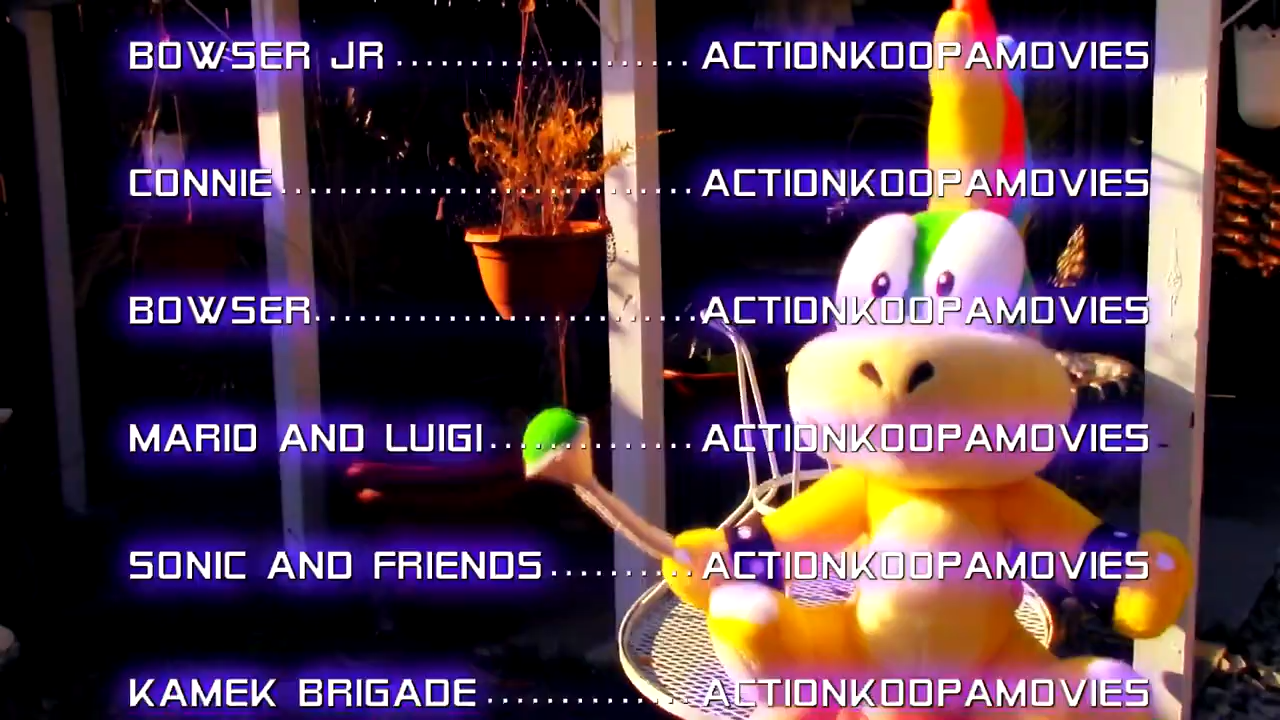 BOWSER JR.................... ACTIONKOOPAMOVIES
CONNIE............................ ACTIONKOOPAMOVIES
BOWSER.......................... ACTIONKOOPAMOVIES
MARIO AND LUIGI.............. ACTIONKOOPAMOVIES
SONIC AND FRIENDS.......... ACTIONKOOPAMOVIES
KAMEK BRIGADE.............. ACTIONKOOPAMOVIES